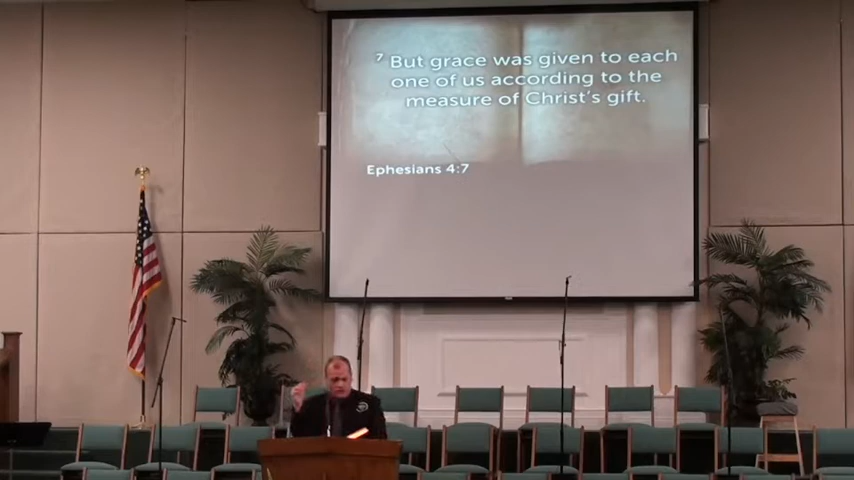 7 But grace was given to each
one of us according to the
measure of Christ's gift.
Ephesians 4:7